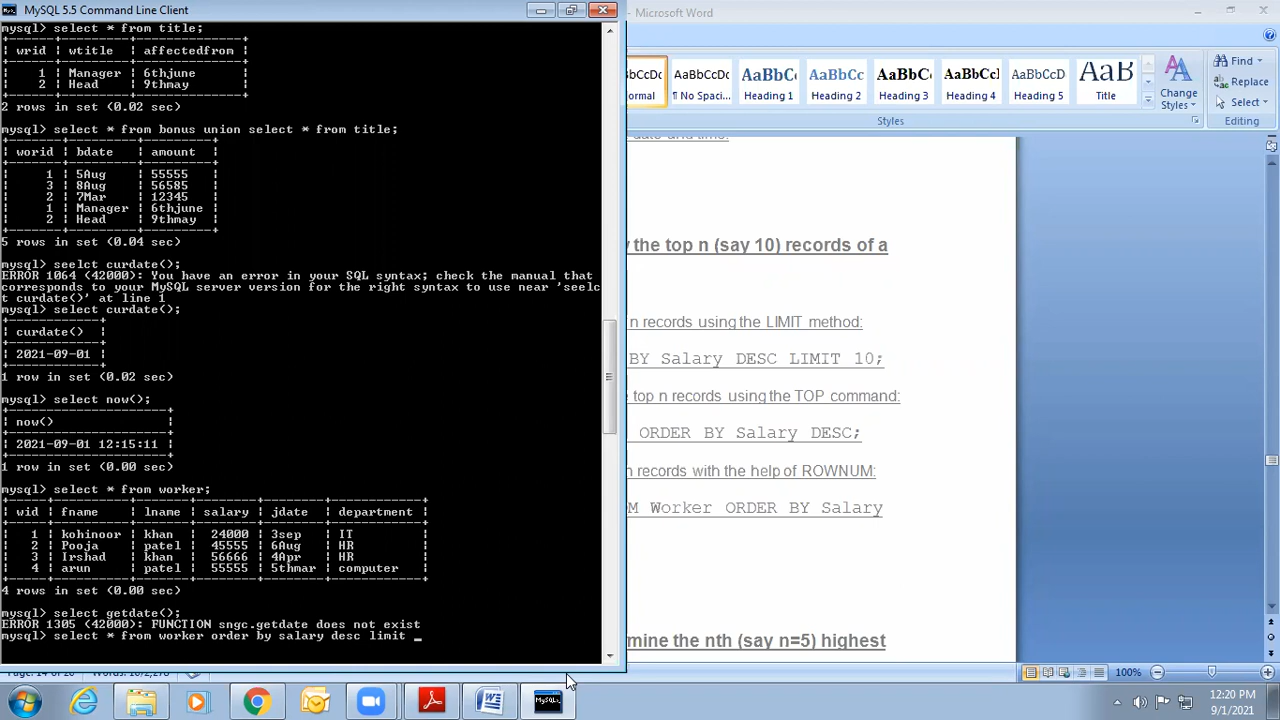 MySQL 5.5 Command Line Client
mysql> select * from title;
| wrid | wtitle | affectedfrom |
| 1 | Manager | 6thjune |
| 2 | Head | 9thmay |
2 rows in set (0.02 sec)
mysql> select * from bonus union select * from title;
| worid | bdate | amount |
| 1 | 5Aug | 55555 |
| 3 | 8Aug | 56585 |
| 2 | 7Mar | 12345 |
| 1 | Manager | 6thjune |
| 2 | Head | 9thmay |
5 rows in set (0.04 sec)
mysql> seelct curdate();
ERROR 1064 (42000): You have an error in your SQL syntax; check the manual that
corresponds to your MySQL server version for the right syntax to use near 'seelc
t curdate()' at line 1
mysql> select curdate();
| curdate() |
| 2021-09-01 |
1 row in set (0.02 sec)
mysql> select now();
| now() |
| 2021-09-01 12:15:11 |
1 row in set (0.00 sec)
mysql> select * from worker;
| wid | fname | lname | salary | jdate | department |
| 1 | kohinoor | khan | 24000 | 3sep | IT |
| 2 | Pooja | patel | 45555 | 6Aug | HR |
| 3 | Irshad | khan | 56666 | 4Apr | HR |
| 4 | arun | patel | 55555 | 5thmar | computer |
4 rows in set (0.00 sec)
mysql> select getdate();
ERROR 1305 (42000): FUNCTION sngc.getdate does not exist
mysql> select * from worker order by salary desc limit _
- Microsoft Word
AaBbCcDc AaBbC AaBbCc AaBbCc AaBbCc AaBbCcD AaB
ormal ¶ No Spaci... Heading 1 Heading 2 Heading 3 Heading 4 Heading 5 Title
Change
Styles
Find
Replace
Select
Styles
Editing
date and time:
the top n (say 10) records of a
n records using the LIMIT method:
BY Salary DESC LIMIT 10;
top n records using the TOP command:
ORDER BY Salary DESC;
n records with the help of ROWNUM:
M Worker ORDER BY Salary
mine the nth (say n=5) highest
100%
MySQL
12:20 PM
9/1/2021